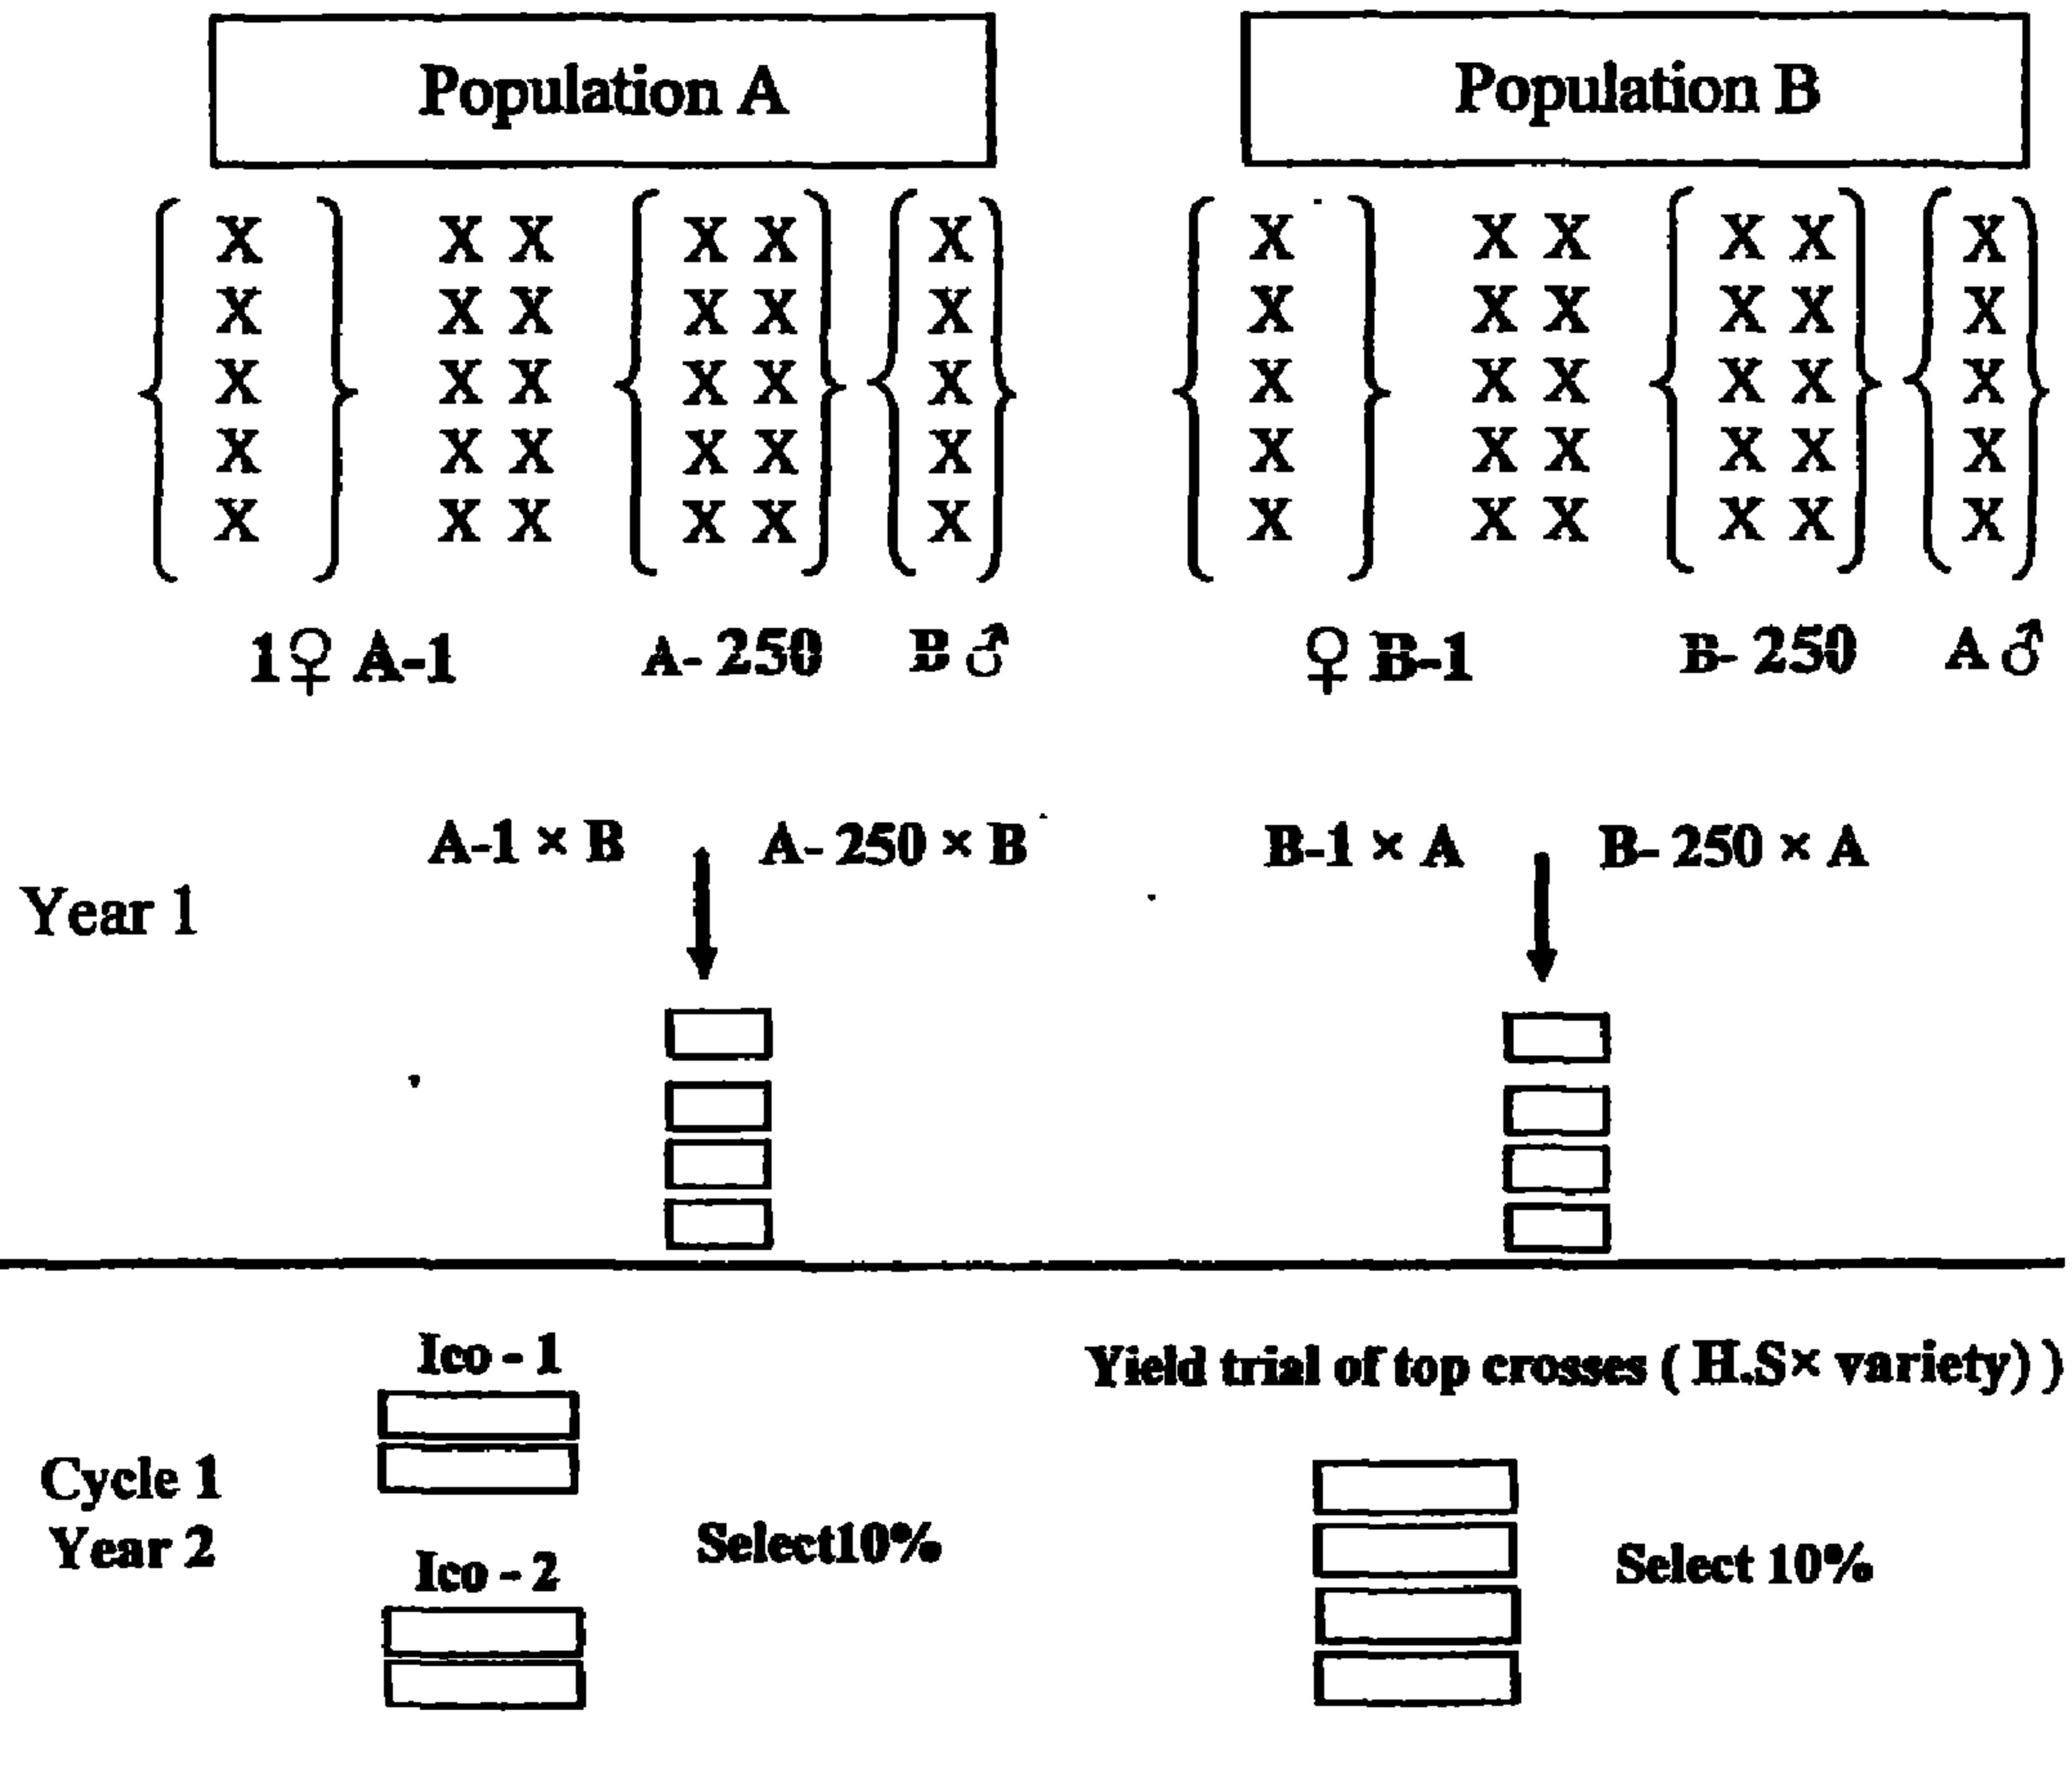 Population A
Population B
X X X X X X
X X X X X X
X X X X X X
X X X X X X
X X X X X X
X X X X X X
X X X X X X
X X X X X X
X X X X X X
X X X X X X
1♀ A-1
A- 250
B ♂
♀ B-1
B- 250
A ♂
A-1 × B
A- 250 × B
B-1 × A
B- 250 × A
Year 1
Ico - 1
Yield trial of top crosses ( H.S× variety) )
Cycle 1
Year 2
Ico - 2
Select10%
Select 10%